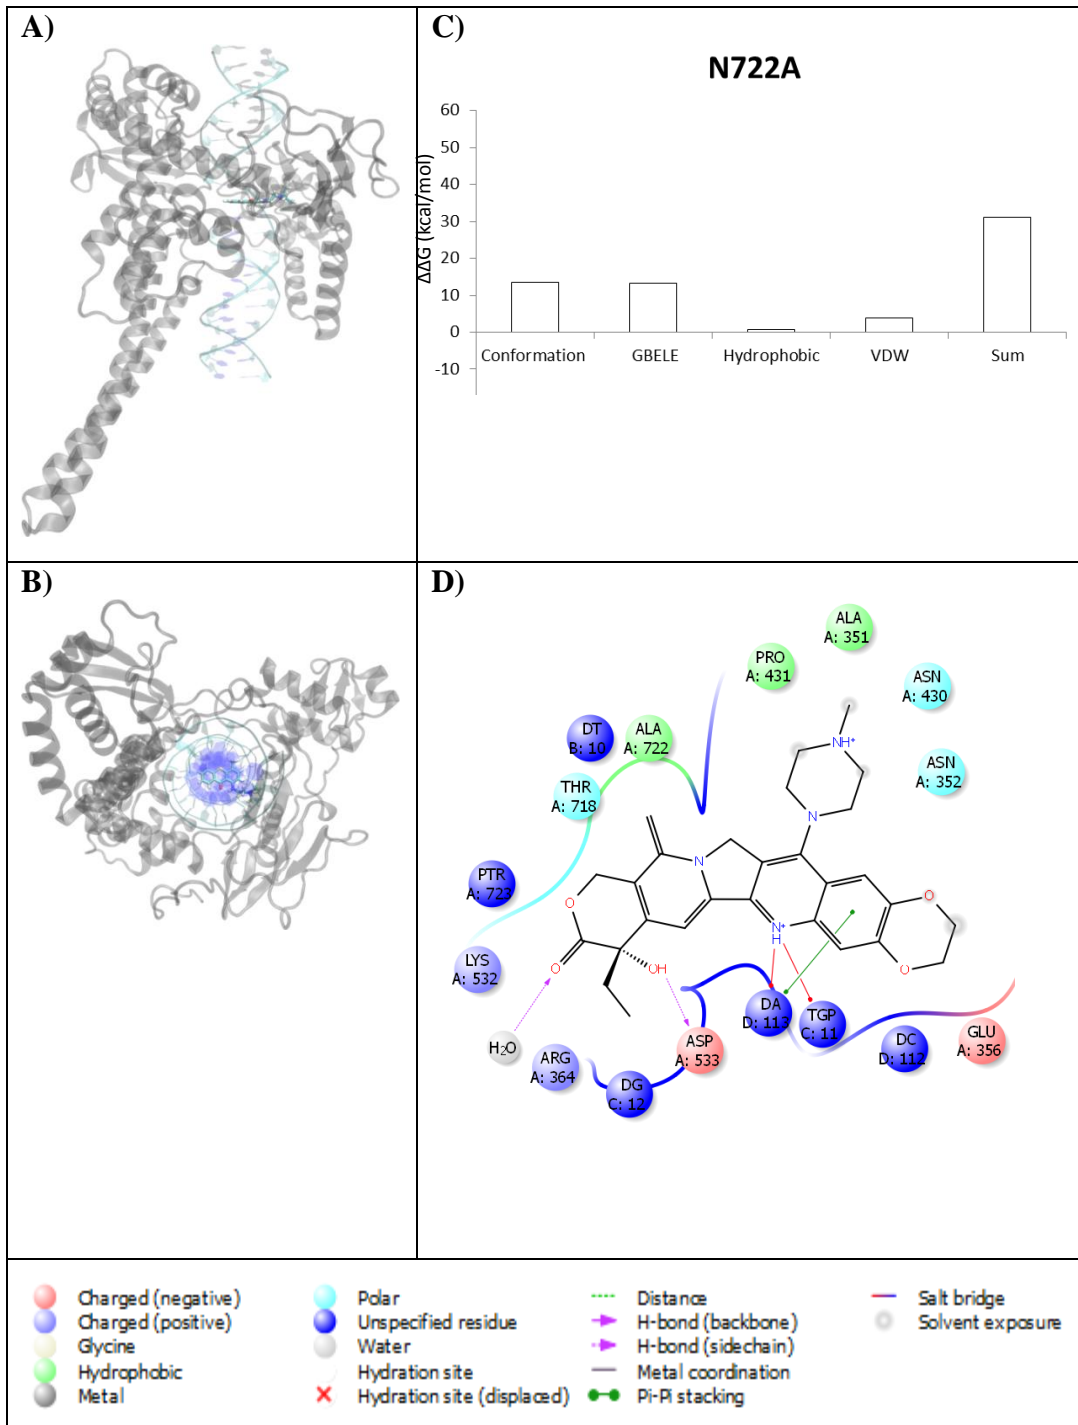 A)
C)
N722A
ΔΔG (kcal/mol)
60
50
40
30
20
10
0
-10
Conformation GBELE Hydrophobic VDW Sum
B)
D)
ALA
A: 351
PRO
A: 431
ASN
A: 430
DT
B: 10
ALA
A: 722
NH+
ASN
A: 352
THR
A: 718
N
N
O
PTR
A: 723
O
N+
H
O
LYS
A: 532
O
OH
DA
D: 113
TGP
C: 11
H₂O
ARG
A: 364
ASP
A: 533
DC
D: 112
GLU
A: 356
DG
C: 12
Charged (negative)
Charged (positive)
Glycine
Hydrophobic
Metal
Polar
Unspecified residue
Water
Hydration site
Hydration site (displaced)
Distance
H-bond (backbone)
H-bond (sidechain)
Metal coordination
Pi-Pi stacking
Salt bridge
Solvent exposure